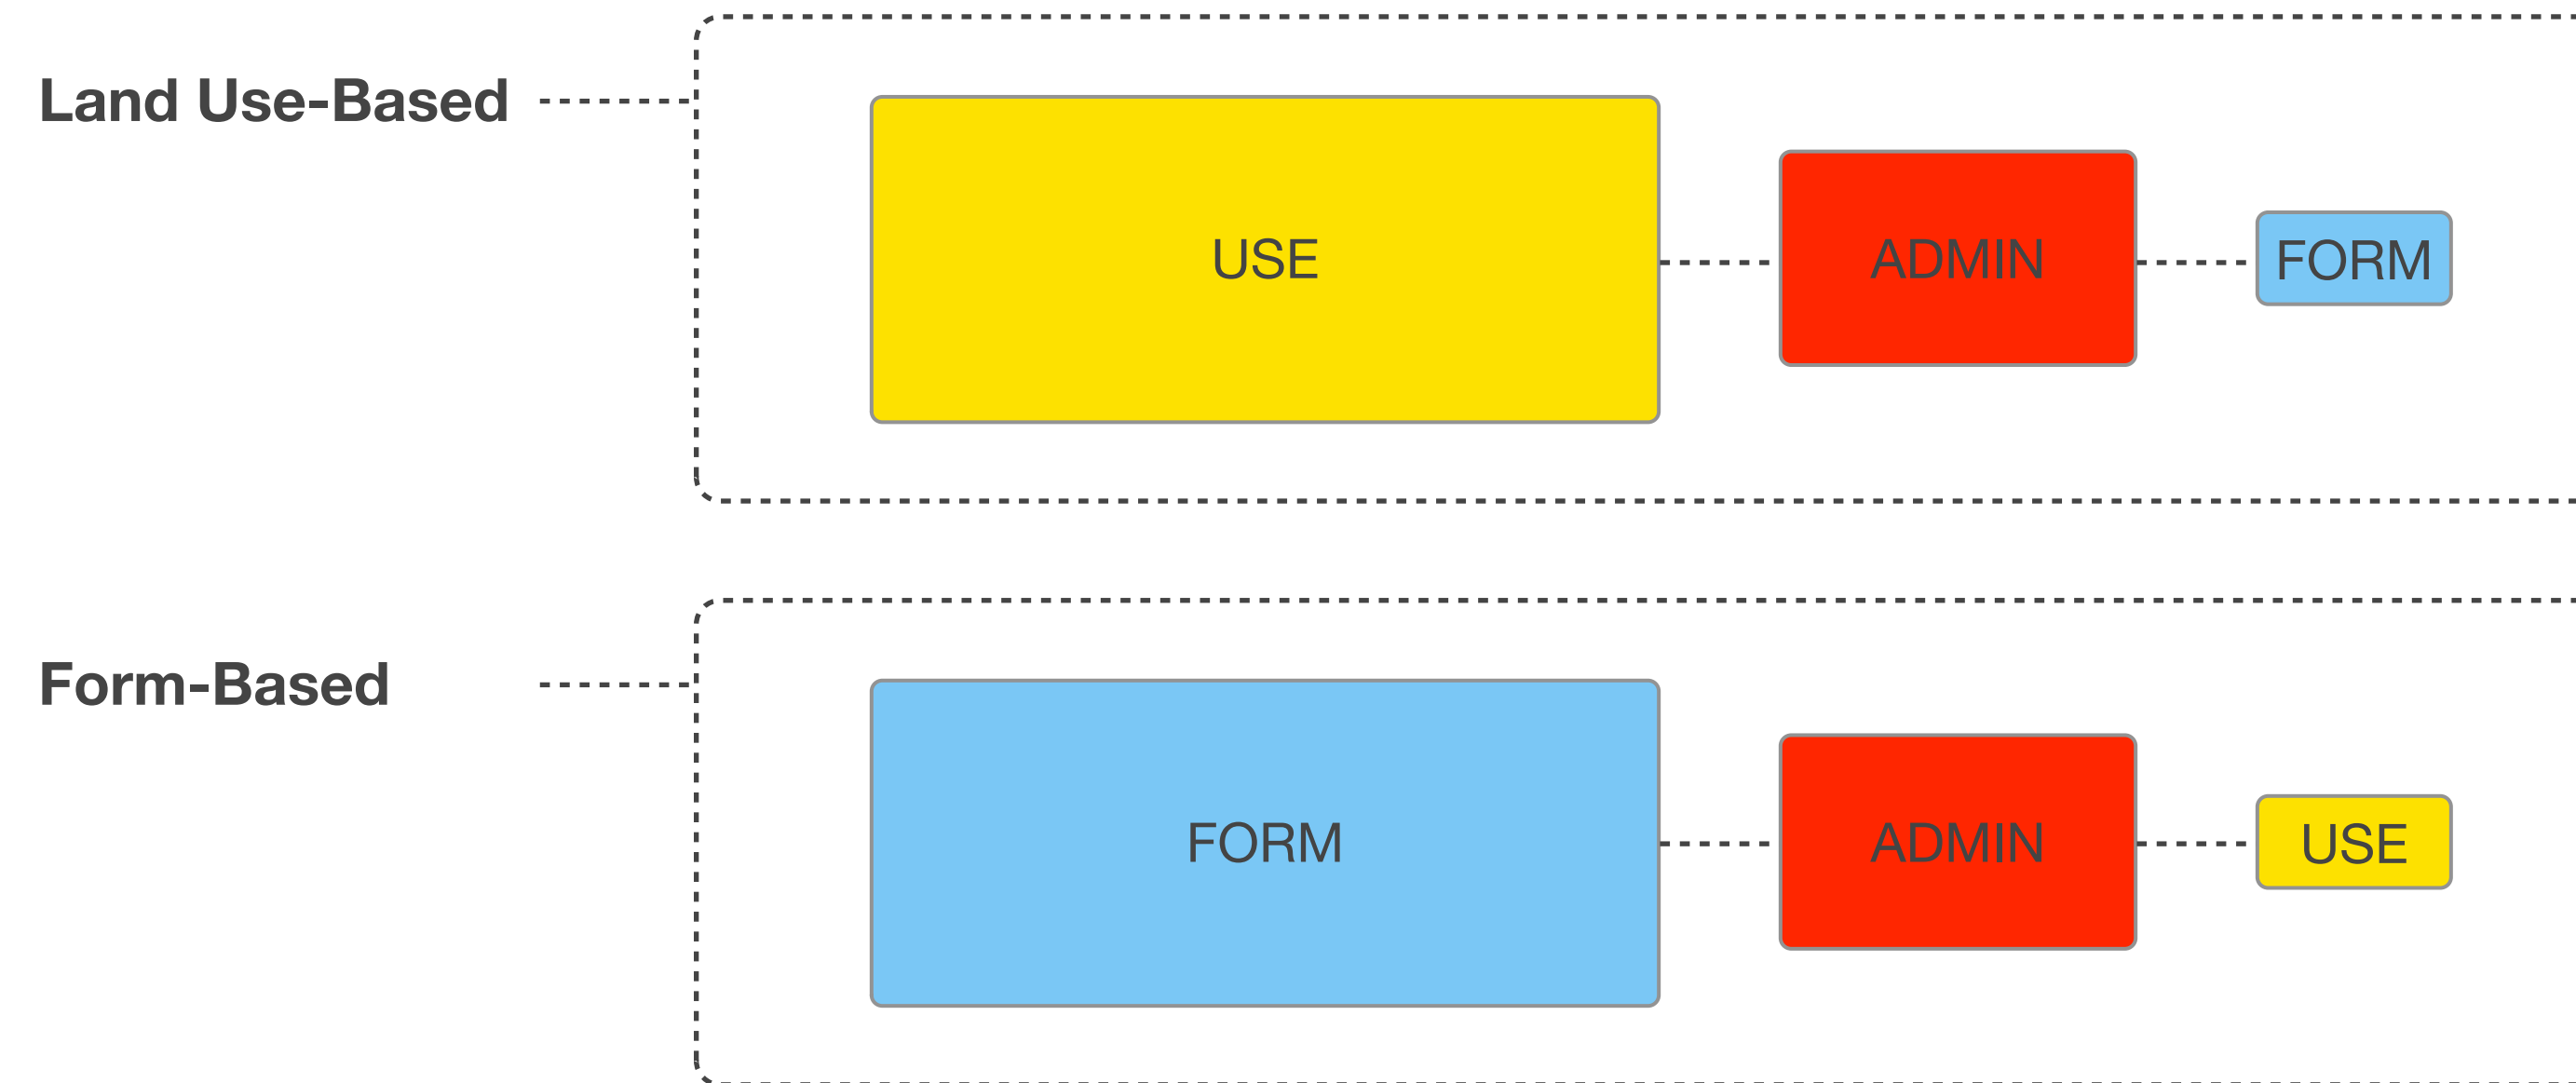 Land Use-Based
USE
ADMIN
FORM
Form-Based
FORM
ADMIN
USE